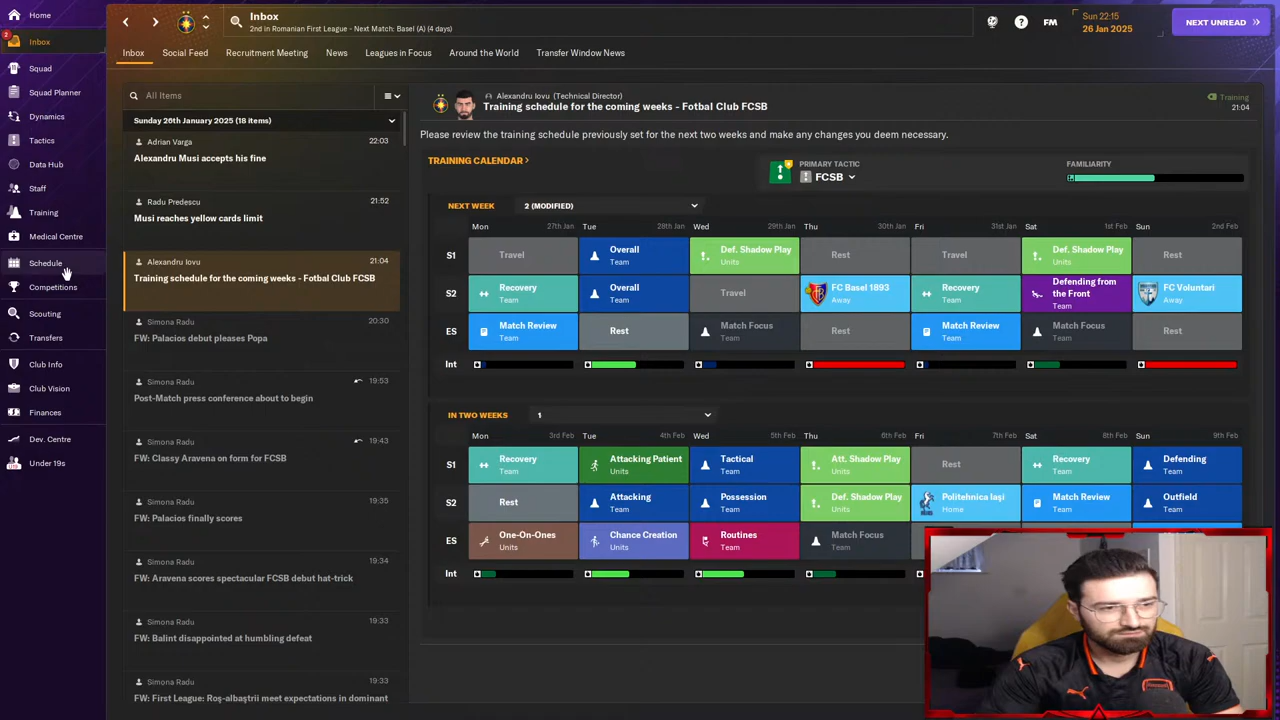 Home
2
Inbox
Squad
Squad Planner
Dynamics
Tactics
Data Hub
Staff
Training
Medical Centre
Schedule
Competitions
Scouting
Transfers
Club Info
Club Vision
Finances
Dev. Centre
Under 19s
Inbox
2nd in Romanian First League - Next Match: Basel (A) (4 days)
FM
Sun 22:15
26 Jan 2025
NEXT UNREAD
Inbox
Social Feed
Recruitment Meeting
News
Leagues in Focus
Around the World
Transfer Window News
All Items
Sunday 26th January 2025 (18 items)
Adrian Varga 22:03
Alexandru Musi accepts his fine
Radu Predescu 21:52
Musi reaches yellow cards limit
Alexandru Iovu 21:04
Training schedule for the coming weeks - Fotbal Club FCSB
Simona Radu 20:30
FW: Palacios debut pleases Popa
Simona Radu 19:53
Post-Match press conference about to begin
Simona Radu 19:43
FW: Classy Aravena on form for FCSB
Simona Radu 19:35
FW: Palacios finally scores
Simona Radu 19:34
FW: Aravena scores spectacular FCSB debut hat-trick
Simona Radu 19:33
FW: Balint disappointed at humbling defeat
Simona Radu 19:33
FW: First League: Roş-albaştrii meet expectations in dominant
Alexandru Iovu (Technical Director)
Training schedule for the coming weeks - Fotbal Club FCSB
Training
21:04
Please review the training schedule previously set for the next two weeks and make any changes you deem necessary.
TRAINING CALENDAR
PRIMARY TACTIC
FCSB
FAMILIARITY
NEXT WEEK
2 (MODIFIED)
Mon 27th Jan Tue 28th Jan Wed 29th Jan Thu 30th Jan Fri 31st Jan Sat 1st Feb Sun 2nd Feb
S1
Travel
Overall
Team
Def. Shadow Play
Units
Rest
Travel
Def. Shadow Play
Units
Rest
S2
Recovery
Team
Overall
Team
Travel
FC Basel 1893
Away
Recovery
Team
Defending from
the Front
Team
FC Voluntari
Away
ES
Match Review
Team
Rest
Match Focus
Team
Rest
Match Review
Team
Match Focus
Team
Rest
Int
IN TWO WEEKS
1
Mon 3rd Feb Tue 4th Feb Wed 5th Feb Thu 6th Feb Fri 7th Feb Sat 8th Feb Sun 9th Feb
S1
Recovery
Team
Attacking Patient
Units
Tactical
Team
Att. Shadow Play
Units
Rest
Recovery
Team
Defending
Team
S2
Rest
Attacking
Team
Possession
Team
Def. Shadow Play
Units
Politehnica Iaşi
Home
Match Review
Team
Outfield
Team
ES
One-On-Ones
Units
Chance Creation
Units
Routines
Team
Match Focus
Team
Int